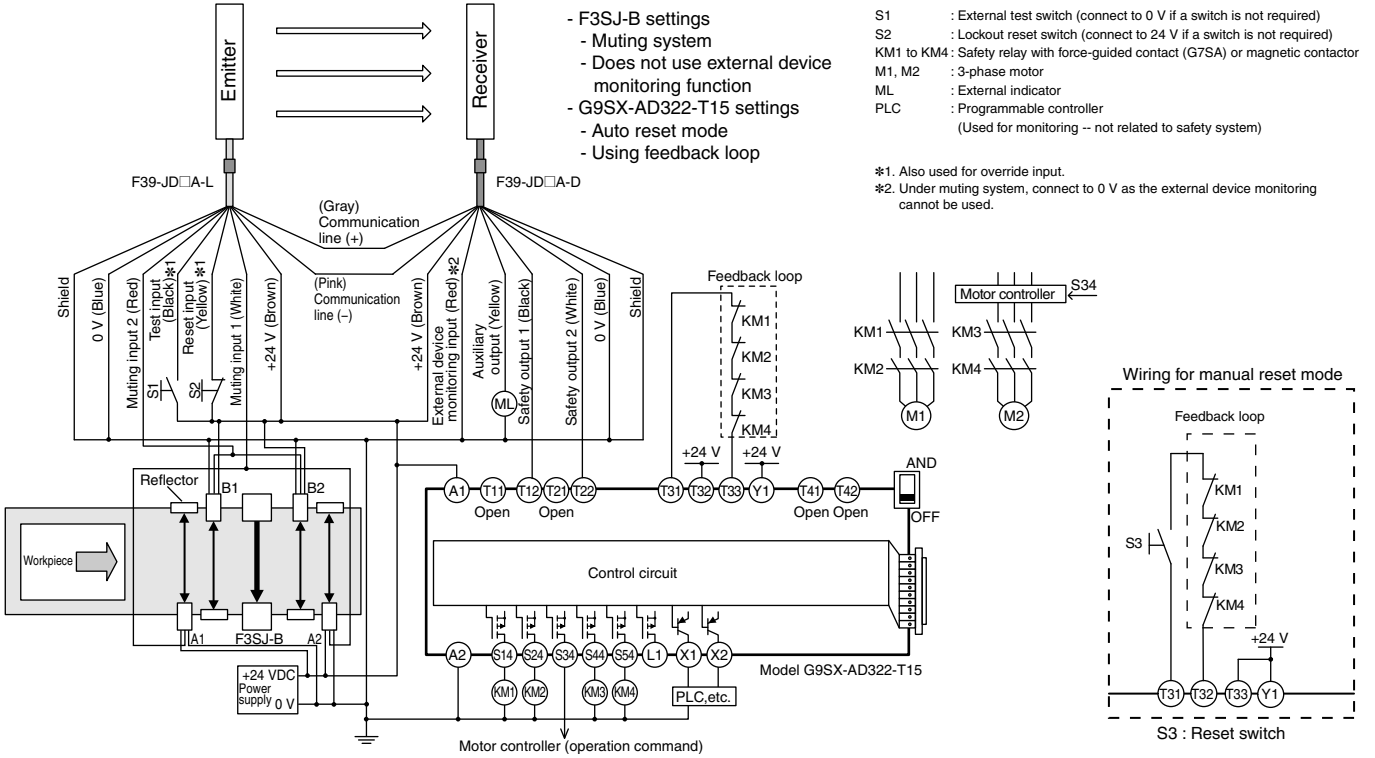 Emitter
Receiver
- F3SJ-B settings
- Muting system
- Does not use external device
monitoring function
- G9SX-AD322-T15 settings
- Auto reset mode
- Using feedback loop
S1 : External test switch (connect to 0 V if a switch is not required)
S2 : Lockout reset switch (connect to 24 V if a switch is not required)
KM1 to KM4 : Safety relay with force-guided contact (G7SA) or magnetic contactor
M1, M2 : 3-phase motor
ML : External indicator
PLC : Programmable controller
(Used for monitoring -- not related to safety system)
✱1. Also used for override input.
✱2. Under muting system, connect to 0 V as the external device monitoring
cannot be used.
F39-JD□A-L
F39-JD□A-D
(Gray)
Communication
line (+)
(Pink)
Communication
line (−)
Shield
0 V (Blue)
Muting input 2 (Red)
Test input
(Black)✱1
Reset input
(Yellow)✱1
Muting input 1 (White)
+24 V (Brown)
+24 V (Brown)
External device
monitoring input (Red)✱2
Auxiliary
output (Yellow)
Safety output 1 (Black)
Safety output 2 (White)
0 V (Blue)
Shield
S1
S2
ML
Feedback loop
KM1
KM2
KM3
KM4
+24 V
+24 V
Motor controller
S34
KM1
KM3
KM2
KM4
M1
M2
A1
T11
T12
T21
T22
T31
T32
T33
Y1
T41
T42
Open
Open
Open
Open
AND
OFF
Control circuit
Reflector
B1
B2
Workpiece
A1
F3SJ-B
A2
+24 VDC
Power
supply
0 V
A2
S14
S24
S34
S44
S54
L1
X1
X2
Model G9SX-AD322-T15
KM1
KM2
KM3
KM4
PLC,etc.
Motor controller (operation command)
Wiring for manual reset mode
Feedback loop
KM1
KM2
KM3
KM4
S3
+24 V
T31
T32
T33
Y1
S3 : Reset switch